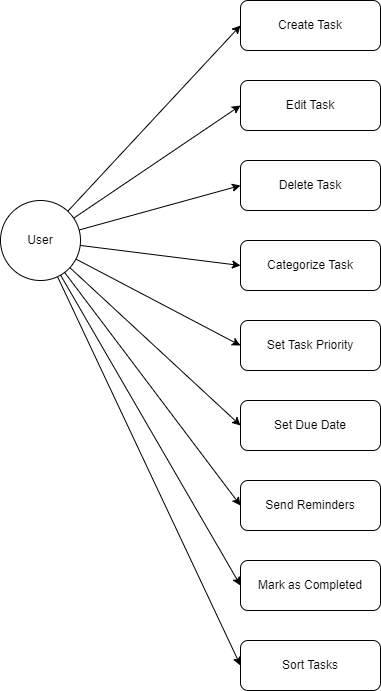 Create Task
Edit Task
Delete Task
User
Categorize Task
Set Task Priority
Set Due Date
Send Reminders
Mark as Completed
Sort Tasks